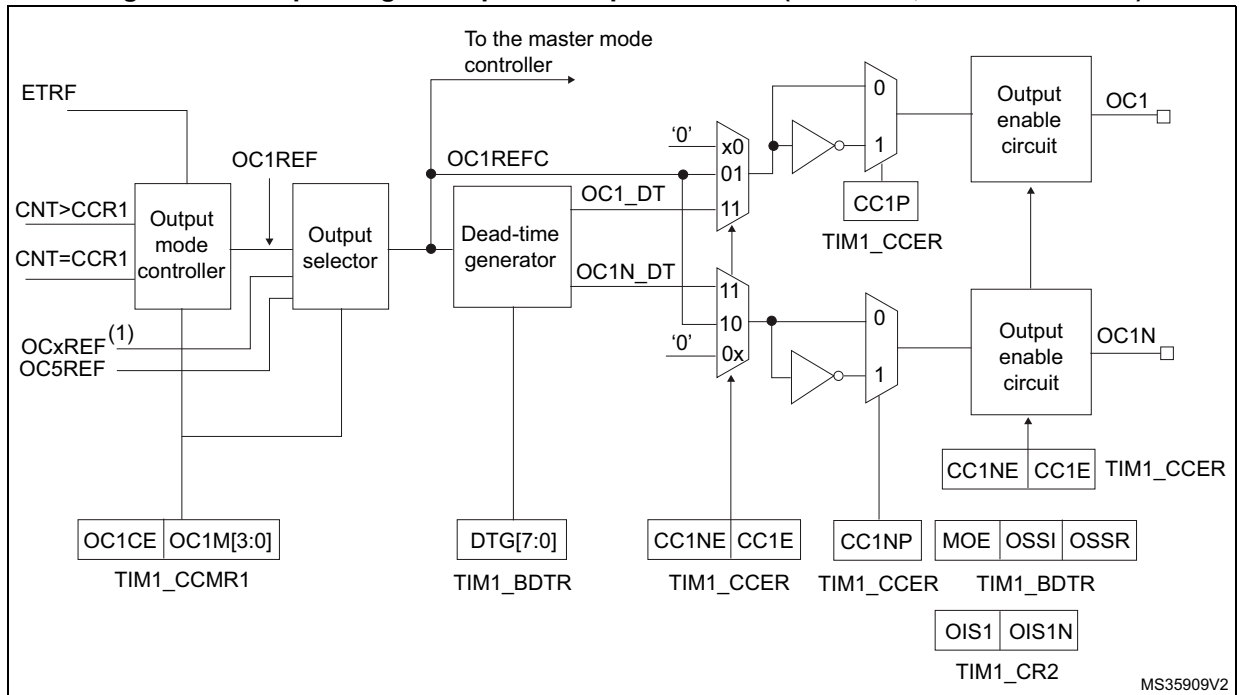 To the master mode
controller
ETRF
OC1REF
CNT>CCR1
CNT=CCR1
Output
mode
controller
OCxREF (1)
OC5REF
Output
selector
OC1REFC
Dead-time
generator
OC1_DT
OC1N_DT
'0'
x0
01
11
11
10
'0'
0x
0
1
CC1P
TIM1_CCER
0
1
Output
enable
circuit
OC1
Output
enable
circuit
OC1N
CC1NE CC1E TIM1_CCER
OC1CE OC1M[3:0]
TIM1_CCMR1
DTG[7:0]
TIM1_BDTR
CC1NE CC1E
TIM1_CCER
CC1NP
TIM1_CCER
MOE OSSI OSSR
TIM1_BDTR
OIS1 OIS1N
TIM1_CR2
MS35909V2